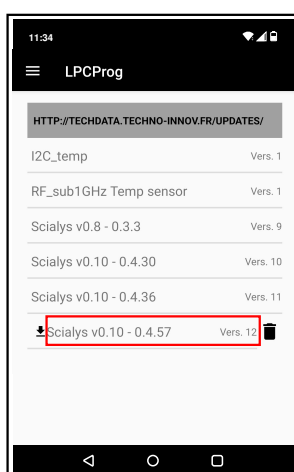 11:34
LPCProg
HTTP://TECHDATA.TECHNO-INNOV.FR/UPDATES/
I2C_temp Vers. 1
RF_sub1GHz Temp sensor Vers. 1
Scialys v0.8 - 0.3.3 Vers. 9
Scialys v0.10 - 0.4.30 Vers. 10
Scialys v0.10 - 0.4.36 Vers. 11
Scialys v0.10 - 0.4.57 Vers. 12